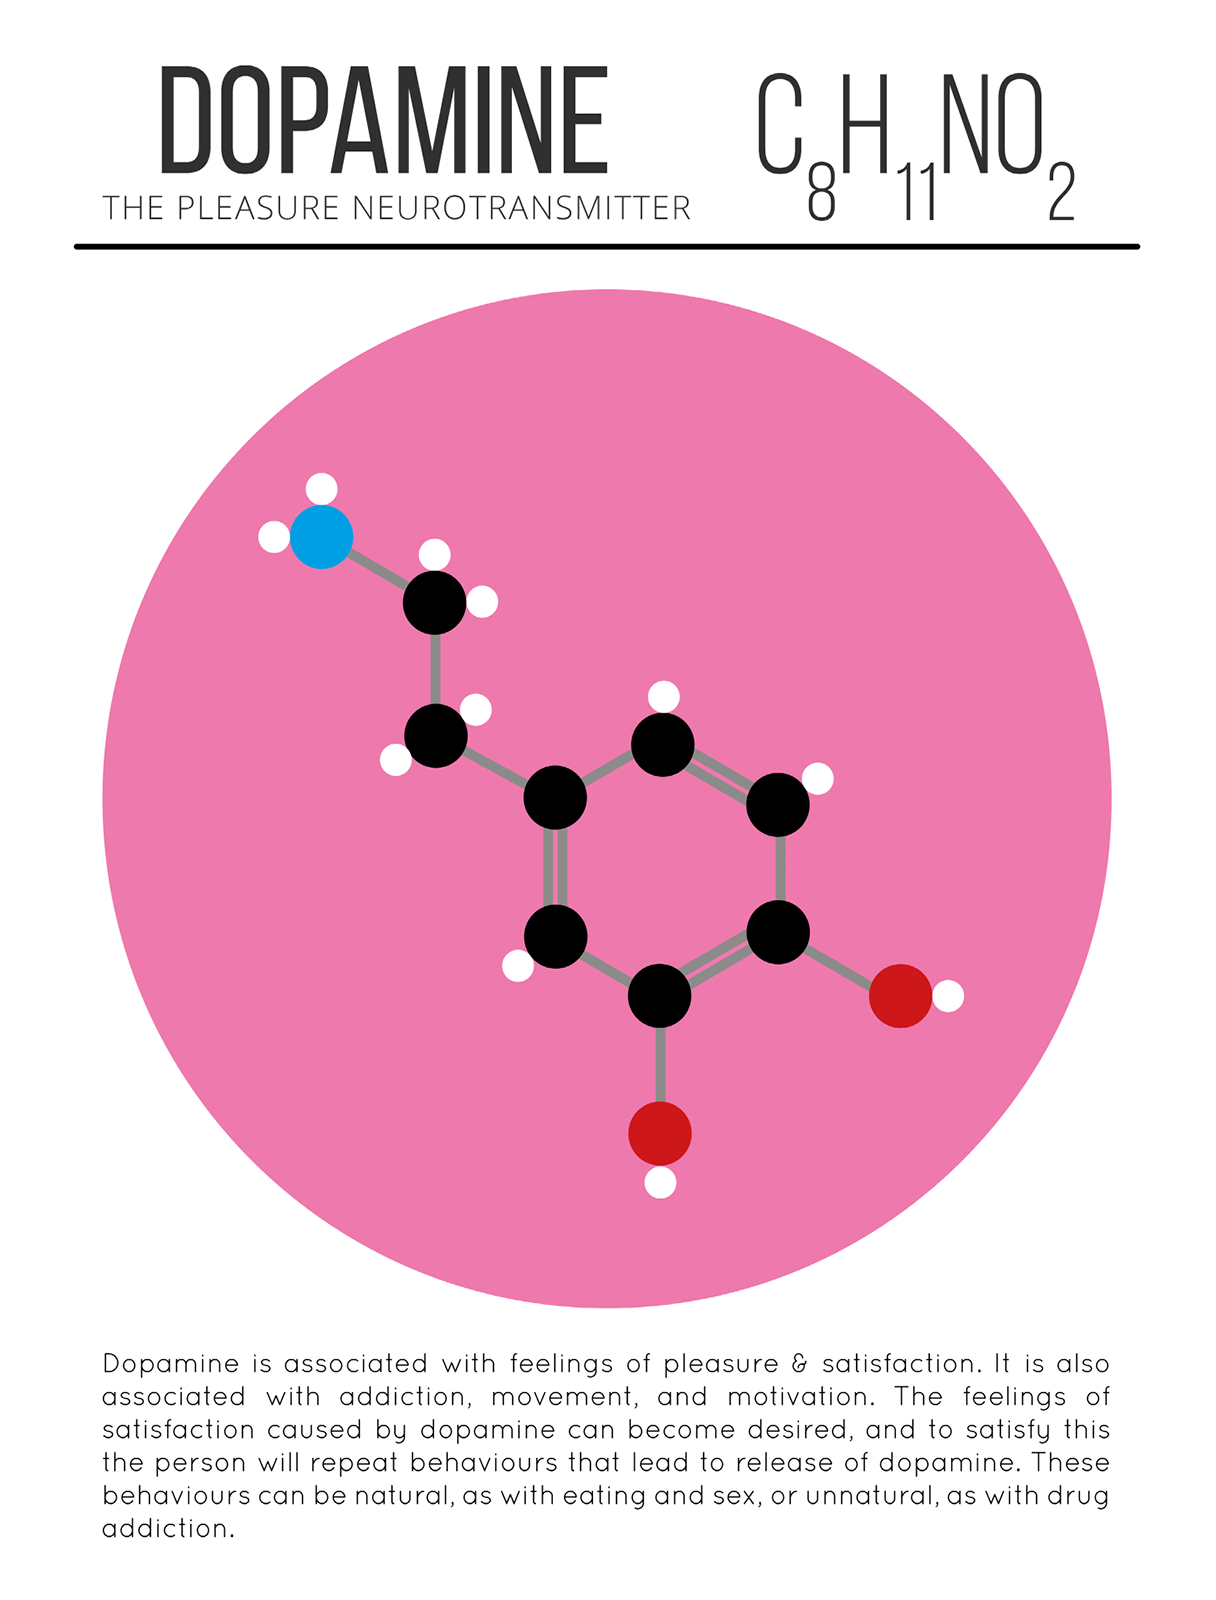 DOPAMINE
C8H11NO2
THE PLEASURE NEUROTRANSMITTER
Dopamine is associated with feelings of pleasure & satisfaction. It is also
associated with addiction, movement, and motivation. The feelings of
satisfaction caused by dopamine can become desired, and to satisfy this
the person will repeat behaviours that lead to release of dopamine. These
behaviours can be natural, as with eating and sex, or unnatural, as with drug
addiction.